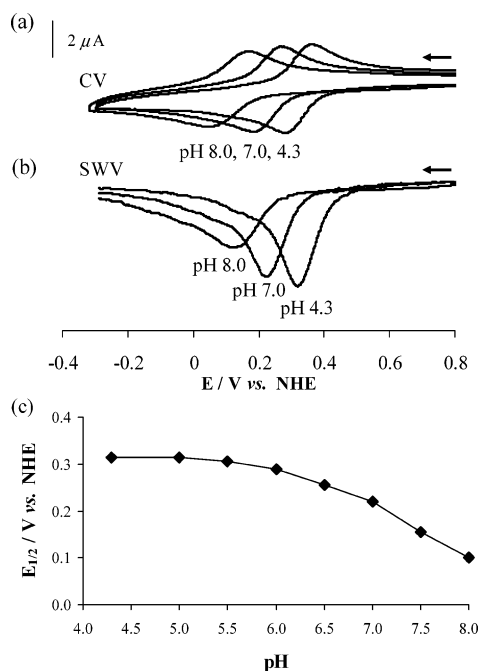 (a)
2 μA
CV
pH 8.0, 7.0, 4.3
(b)
SWV
pH 8.0
pH 7.0
pH 4.3
-0.4 -0.2 0 0.2 0.4 0.6 0.8
E / V vs. NHE
(c)
0.4
0.3
0.2
0.1
0.0
E1/2 / V vs. NHE
4.0 4.5 5.0 5.5 6.0 6.5 7.0 7.5 8.0
pH